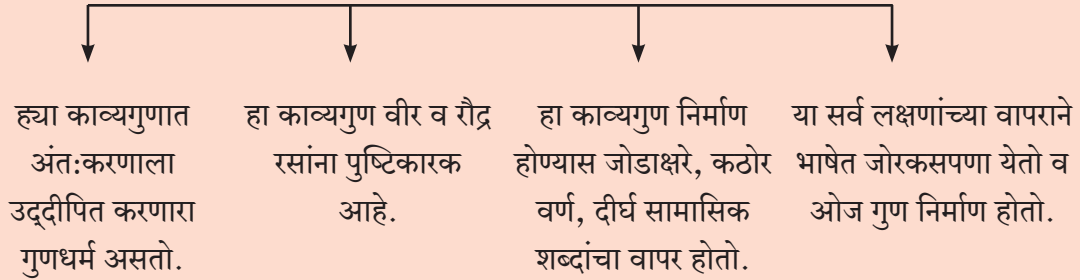 ह्या काव्यगुणात
अंत:करणाला
उद्‌दीपित करणारा
गुणधर्म असतो.
हा काव्यगुण वीर व रौद्र
रसांना पुष्टिकारक
आहे.
हा काव्यगुण निर्माण
होण्यास जोडाक्षरे, कठोर
वर्ण, दीर्घ सामासिक
शब्दांचा वापर होतो.
या सर्व लक्षणांच्या वापराने
भाषेत जोरकसपणा येतो व
ओज गुण निर्माण होतो.